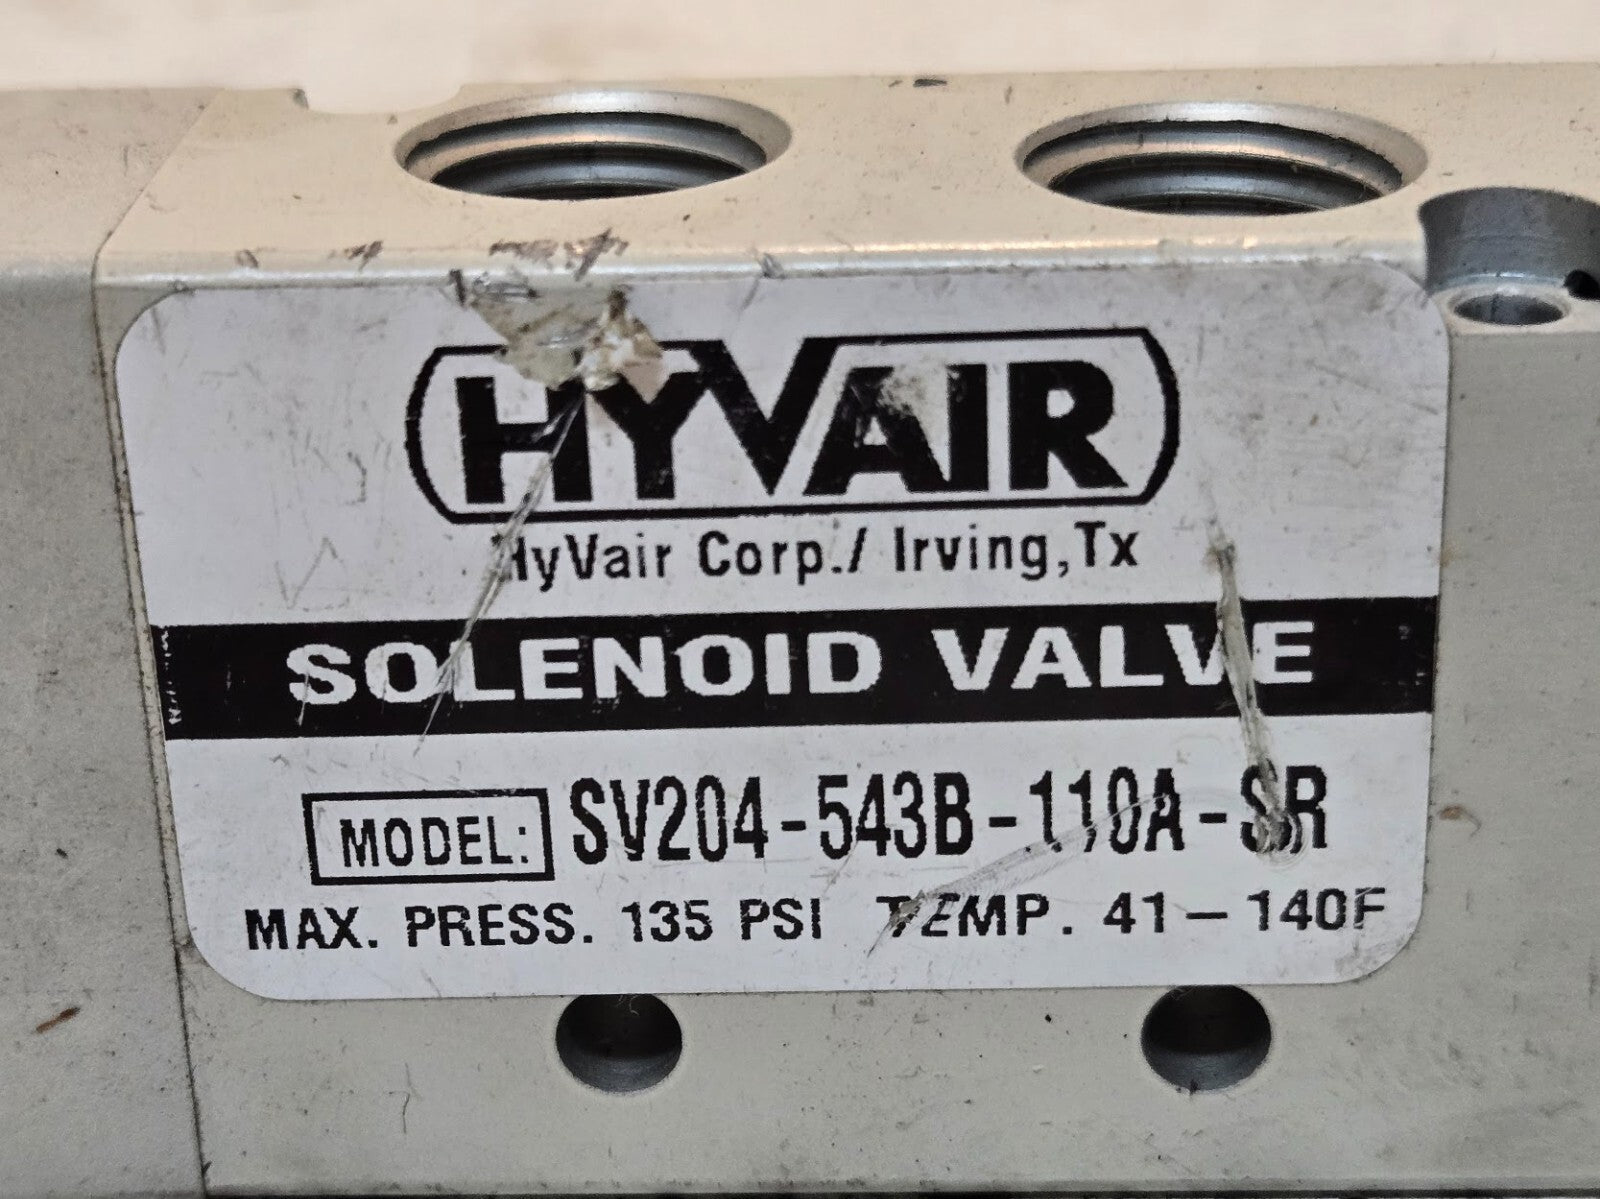 HYVAIR
HyVair Corp./ Irving,Tx
SOLENOID VALVE
MODEL: SV204-543B-110A-SR
MAX. PRESS. 135 PSI TEMP. 41-140F